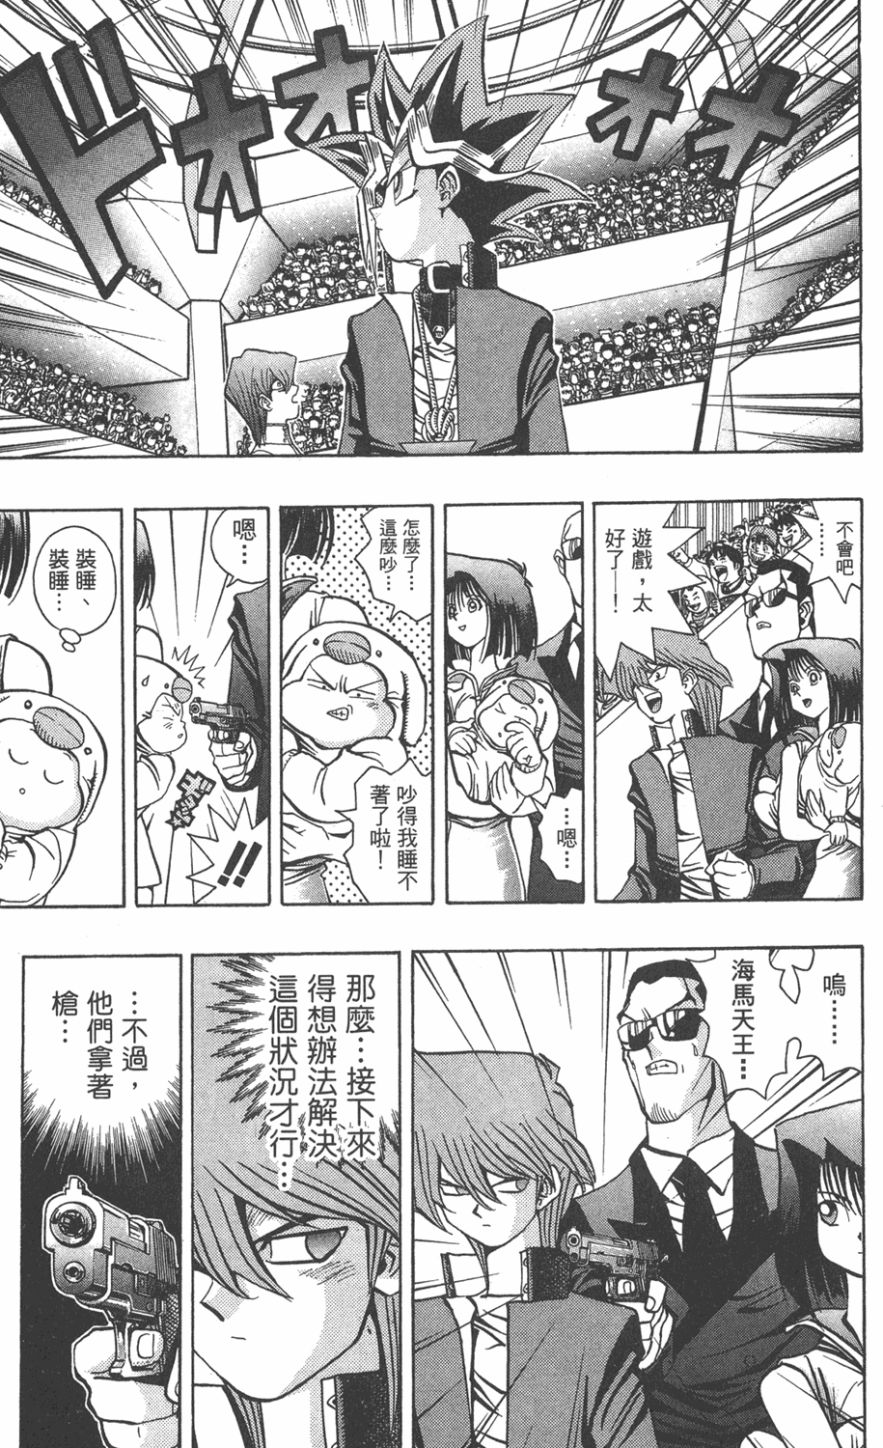 ドオオオオ
不會吧
……
遊戲，太
好了——！
…嗯…
怎麼了…
這麼吵…
吵得我睡不
著了啦！
嗯…
ギクッ
!!
裝睡、
裝睡…
嗚……
海馬天王…
那麼…接下來
得想辦法解決
這個狀況才行…
…不過，
他們拿著
槍…